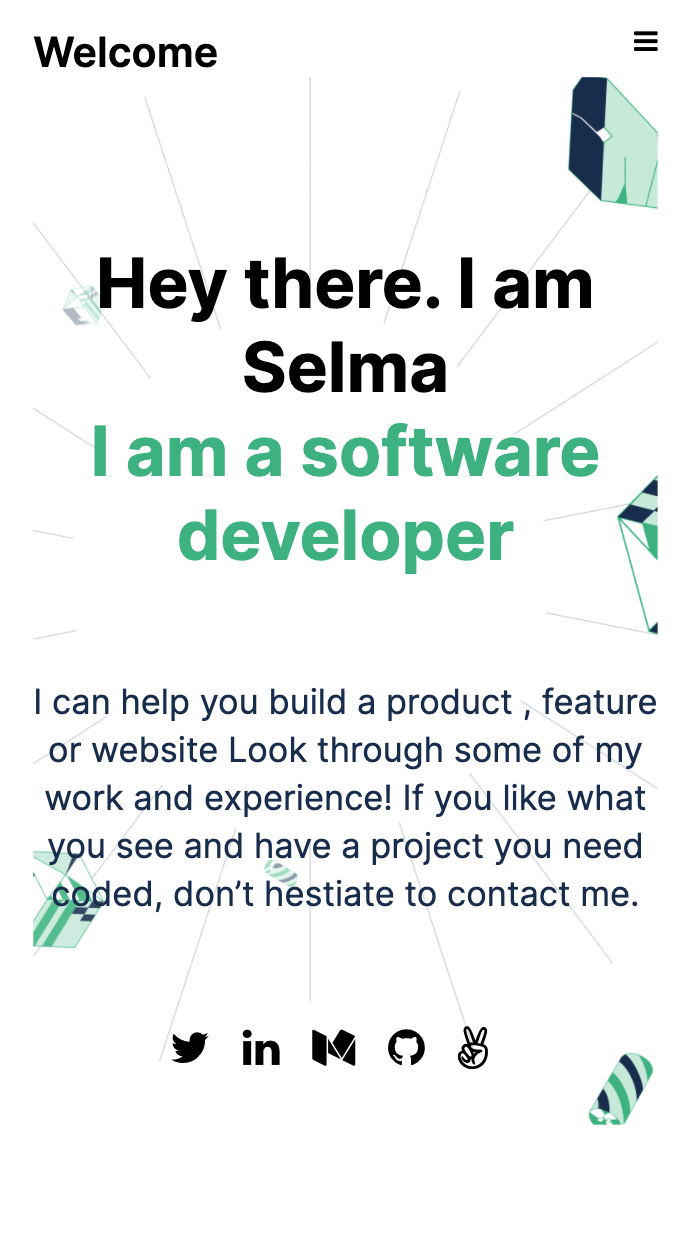 Welcome
Hey there. I am
Selma
I am a software
developer
I can help you build a product , feature
or website Look through some of my
work and experience! If you like what
you see and have a project you need
coded, don’t hestiate to contact me.